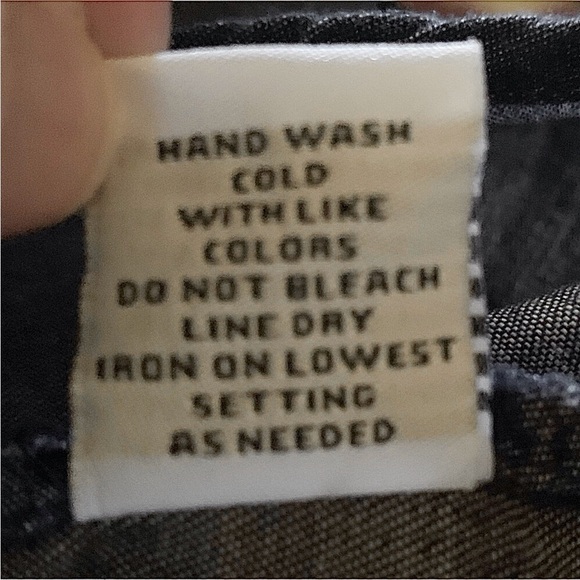 HAND WASH
COLD
WITH LIKE
COLORS
DO NOT BLEACH
LINE DRY
IRON ON LOWEST
SETTING
AS NEEDED